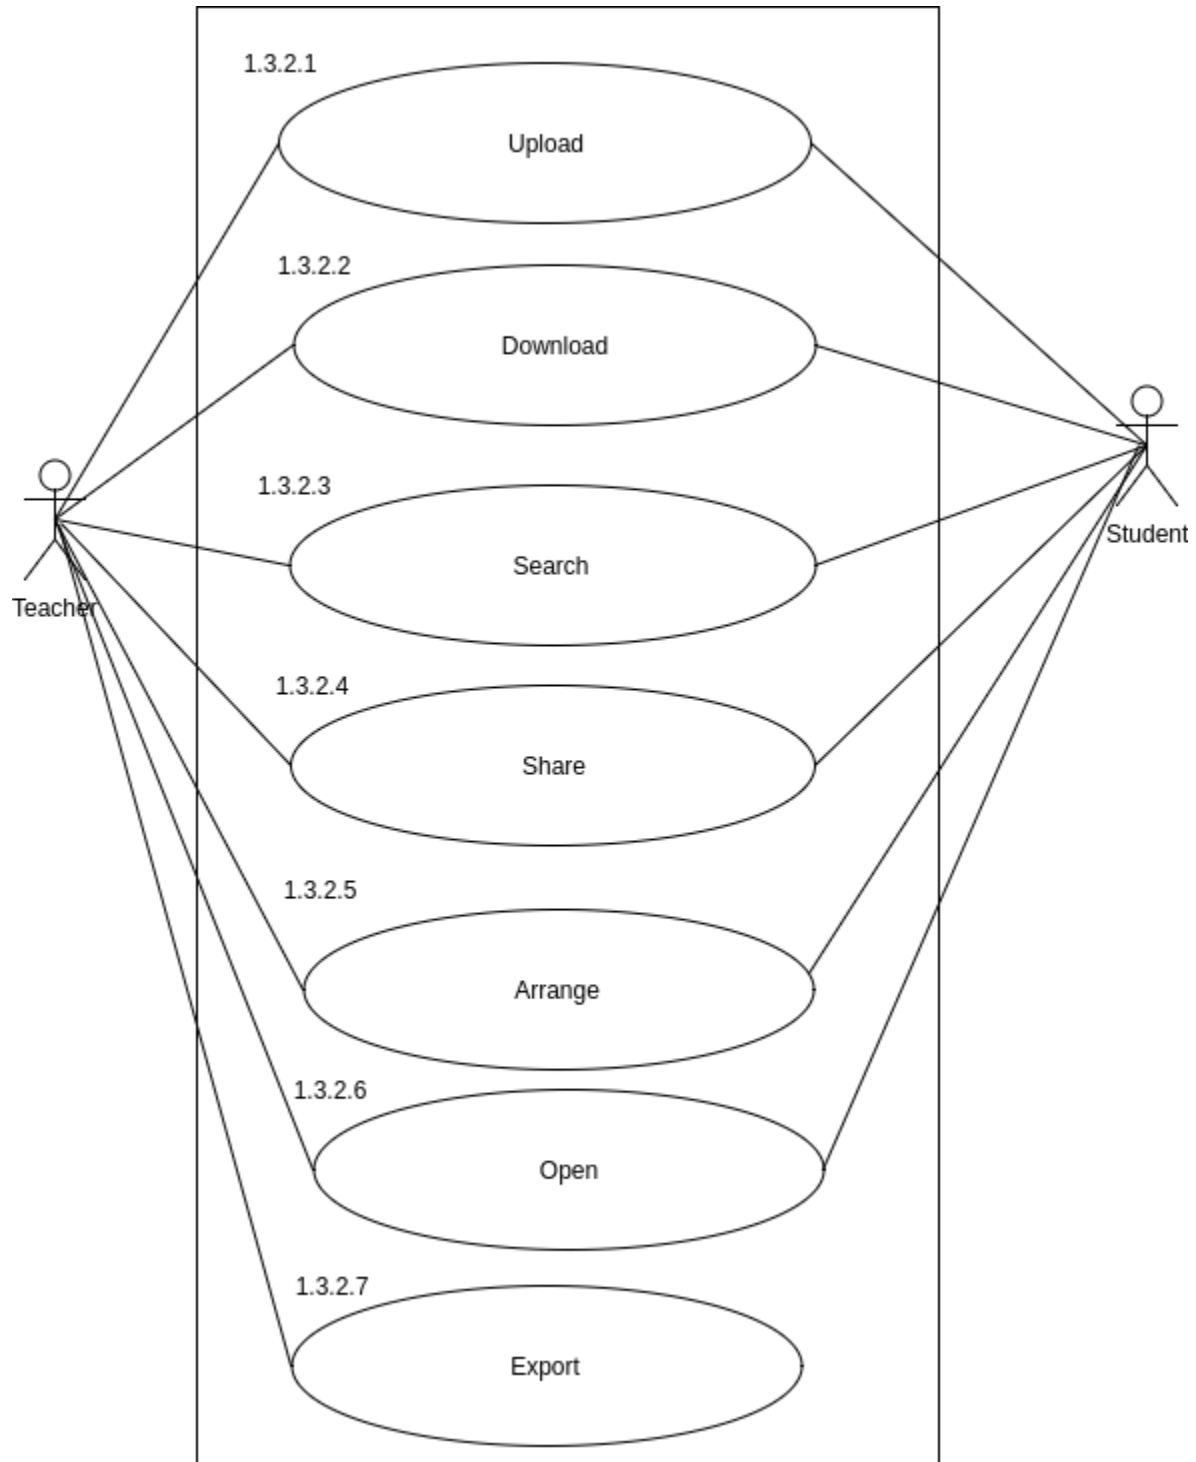 1.3.2.1
Upload
1.3.2.2
Download
1.3.2.3
Search
Student
Teacher
1.3.2.4
Share
1.3.2.5
Arrange
1.3.2.6
Open
1.3.2.7
Export